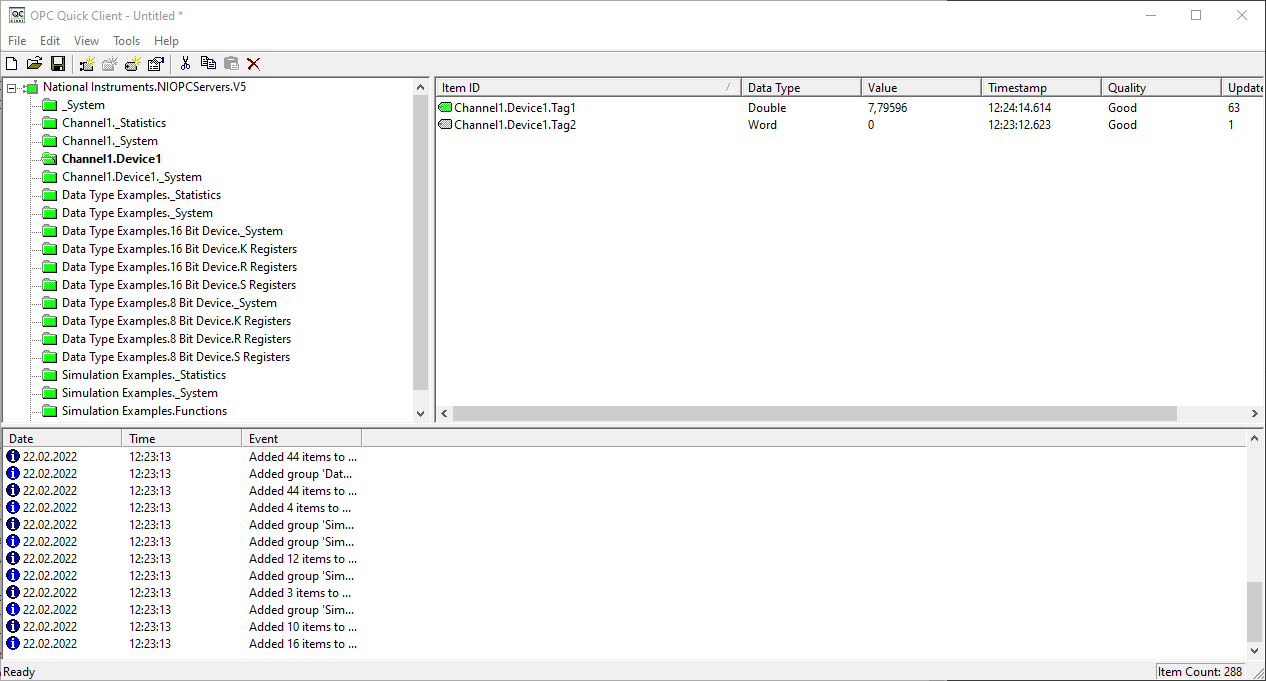 OPC Quick Client - Untitled *
File Edit View Tools Help
National Instruments.NIOPCServers.V5
_System
Channel1._Statistics
Channel1._System
Channel1.Device1
Channel1.Device1._System
Data Type Examples._Statistics
Data Type Examples._System
Data Type Examples.16 Bit Device._System
Data Type Examples.16 Bit Device.K Registers
Data Type Examples.16 Bit Device.R Registers
Data Type Examples.16 Bit Device.S Registers
Data Type Examples.8 Bit Device._System
Data Type Examples.8 Bit Device.K Registers
Data Type Examples.8 Bit Device.R Registers
Data Type Examples.8 Bit Device.S Registers
Simulation Examples._Statistics
Simulation Examples._System
Simulation Examples.Functions
Item ID Data Type Value Timestamp Quality Update
Channel1.Device1.Tag1 Double 7,79596 12:24:14.614 Good 63
Channel1.Device1.Tag2 Word 0 12:23:12.623 Good 1
Date Time Event
22.02.2022 12:23:13 Added 44 items to ...
22.02.2022 12:23:13 Added group 'Dat...
22.02.2022 12:23:13 Added 44 items to ...
22.02.2022 12:23:13 Added 4 items to ...
22.02.2022 12:23:13 Added group 'Sim...
22.02.2022 12:23:13 Added group 'Sim...
22.02.2022 12:23:13 Added 12 items to ...
22.02.2022 12:23:13 Added group 'Sim...
22.02.2022 12:23:13 Added 3 items to ...
22.02.2022 12:23:13 Added group 'Sim...
22.02.2022 12:23:13 Added 10 items to ...
22.02.2022 12:23:13 Added 16 items to ...
Ready Item Count: 288